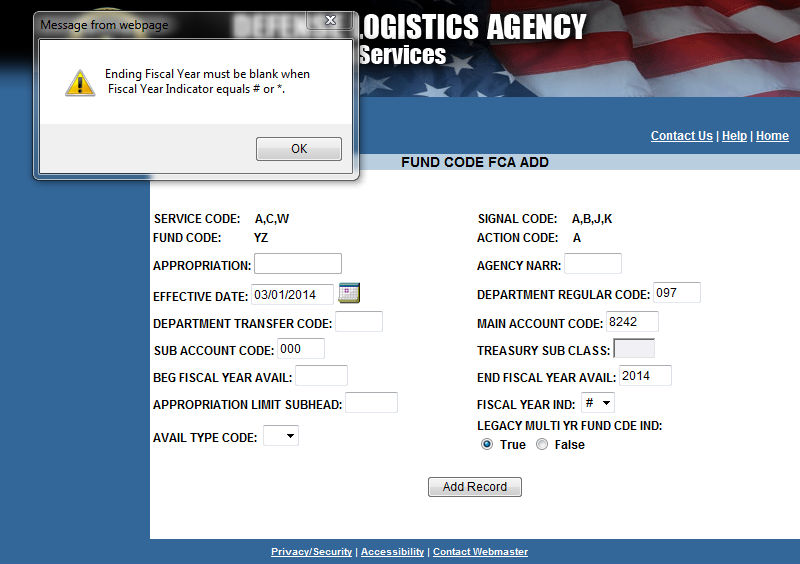 Message from webpage
DEFENSE LOGISTICS AGENCY
Services
Ending Fiscal Year must be blank when
Fiscal Year Indicator equals # or *.
OK
Contact Us | Help | Home
FUND CODE FCA ADD
SERVICE CODE: A,C,W SIGNAL CODE: A,B,J,K
FUND CODE: YZ ACTION CODE: A
APPROPRIATION: AGENCY NARR:
EFFECTIVE DATE: 03/01/2014 DEPARTMENT REGULAR CODE: 097
DEPARTMENT TRANSFER CODE: MAIN ACCOUNT CODE: 8242
SUB ACCOUNT CODE: 000 TREASURY SUB CLASS:
BEG FISCAL YEAR AVAIL: END FISCAL YEAR AVAIL: 2014
APPROPRIATION LIMIT SUBHEAD: FISCAL YEAR IND: #
LEGACY MULTI YR FUND CDE IND:
AVAIL TYPE CODE: True False
Add Record
Privacy/Security | Accessibility | Contact Webmaster